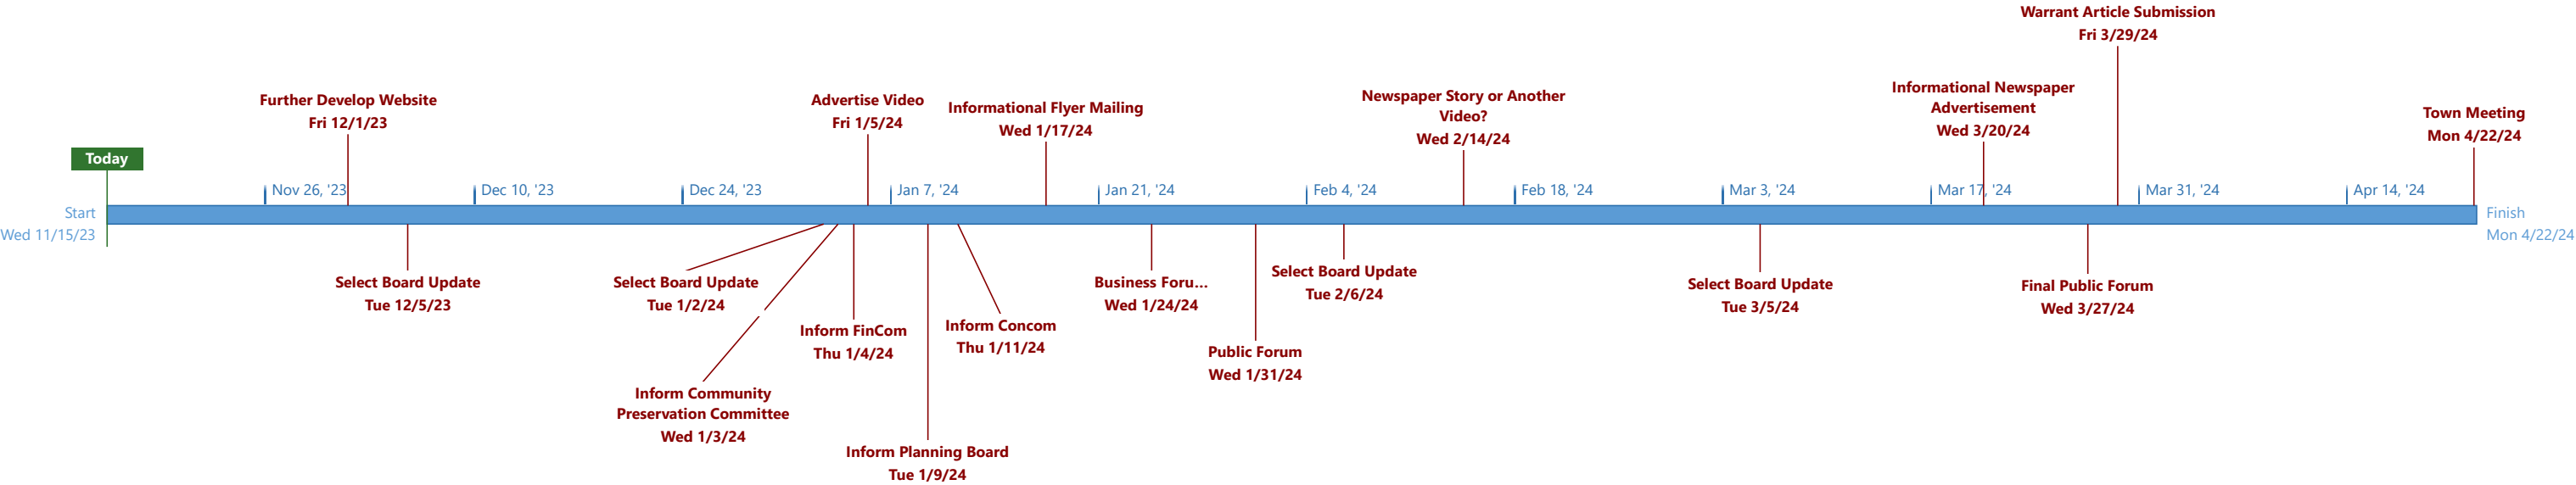 Warrant Article Submission
Fri 3/29/24
Further Develop Website
Fri 12/1/23
Advertise Video
Fri 1/5/24
Informational Flyer Mailing
Wed 1/17/24
Newspaper Story or Another
Video?
Wed 2/14/24
Informational Newspaper
Advertisement
Wed 3/20/24
Town Meeting
Mon 4/22/24
Today
Nov 26, '23
Dec 10, '23
Dec 24, '23
Jan 7, '24
Jan 21, '24
Feb 4, '24
Feb 18, '24
Mar 3, '24
Mar 17, '24
Mar 31, '24
Apr 14, '24
Start
Wed 11/15/23
Finish
Mon 4/22/24
Select Board Update
Tue 12/5/23
Select Board Update
Tue 1/2/24
Inform Community
Preservation Committee
Wed 1/3/24
Inform FinCom
Thu 1/4/24
Inform Planning Board
Tue 1/9/24
Inform Concom
Thu 1/11/24
Business Foru...
Wed 1/24/24
Public Forum
Wed 1/31/24
Select Board Update
Tue 2/6/24
Select Board Update
Tue 3/5/24
Final Public Forum
Wed 3/27/24